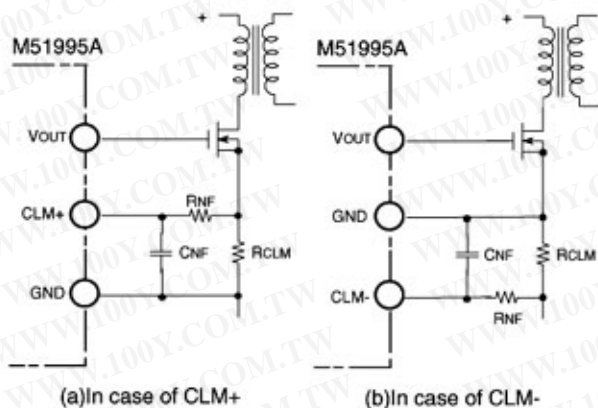 + +
M51995A M51995A
VOUT VOUT
CLM+ RNF GND
CNF RCLM CNF RCLM
GND CLM- RNF
(a)In case of CLM+ (b)In case of CLM-
WWW.100Y.COM.TW